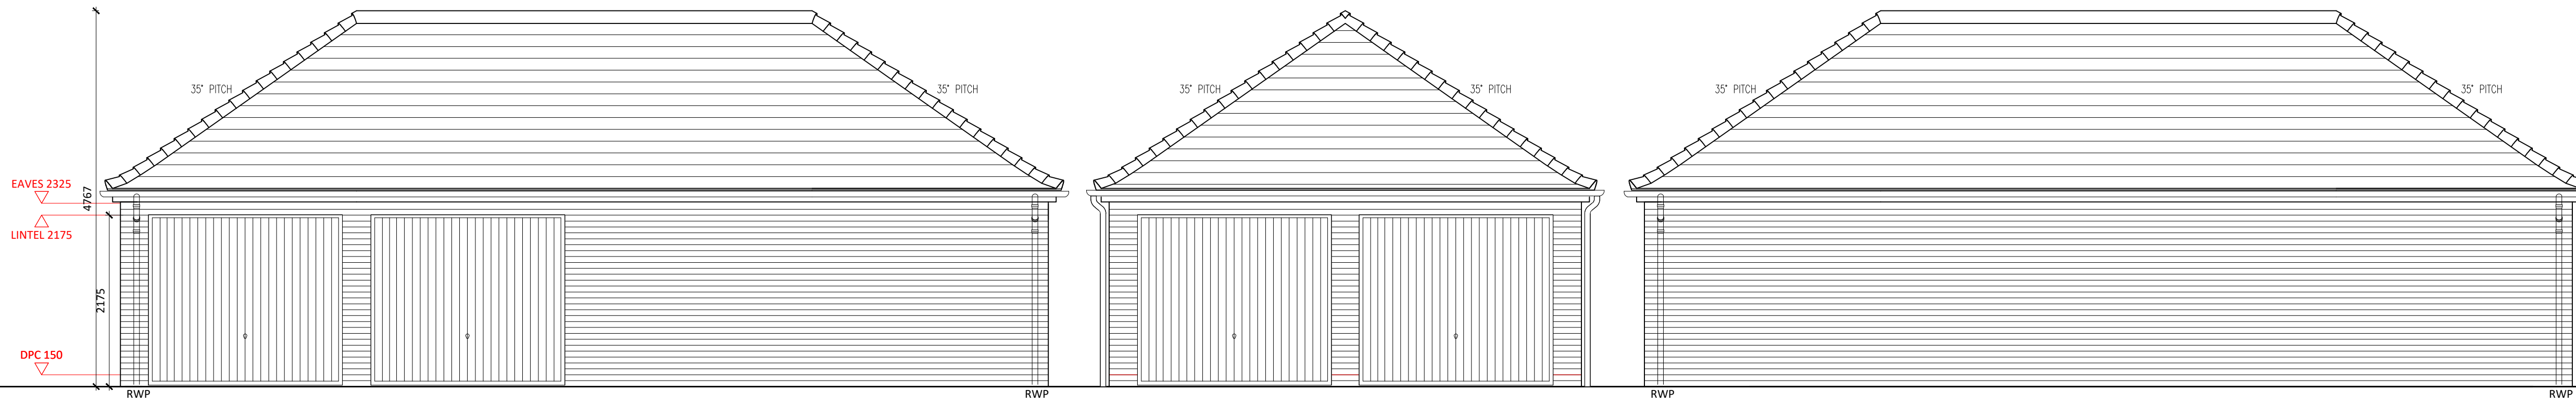 35° PITCH
35° PITCH
35° PITCH
35° PITCH
35° PITCH
35° PITCH
EAVES 2325
4767
LINTEL 2175
2175
DPC 150
RWP
RWP
RWP
RWP